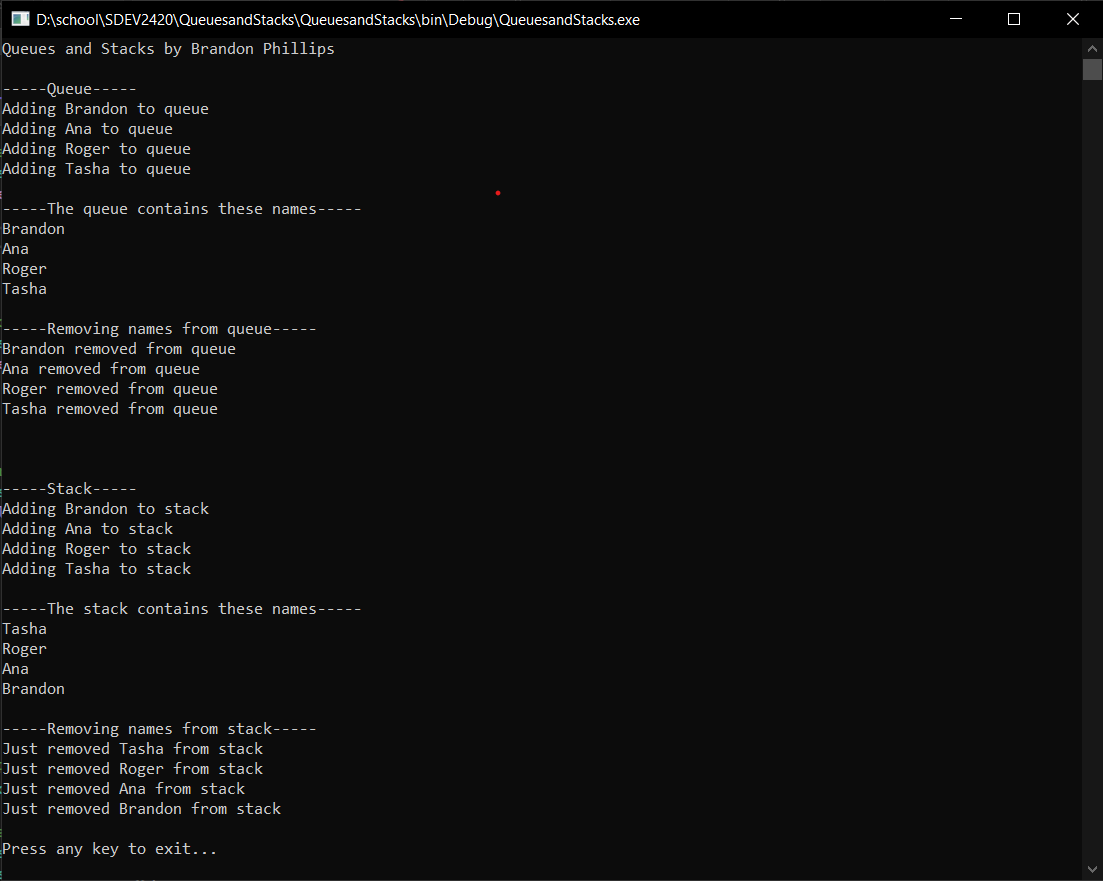 D:\school\SDEV2420\QueuesandStacks\QueuesandStacks\bin\Debug\QueuesandStacks.exe
Queues and Stacks by Brandon Phillips
-----Queue-----
Adding Brandon to queue
Adding Ana to queue
Adding Roger to queue
Adding Tasha to queue
-----The queue contains these names-----
Brandon
Ana
Roger
Tasha
-----Removing names from queue-----
Brandon removed from queue
Ana removed from queue
Roger removed from queue
Tasha removed from queue
-----Stack-----
Adding Brandon to stack
Adding Ana to stack
Adding Roger to stack
Adding Tasha to stack
-----The stack contains these names-----
Tasha
Roger
Ana
Brandon
-----Removing names from stack-----
Just removed Tasha from stack
Just removed Roger from stack
Just removed Ana from stack
Just removed Brandon from stack
Press any key to exit...